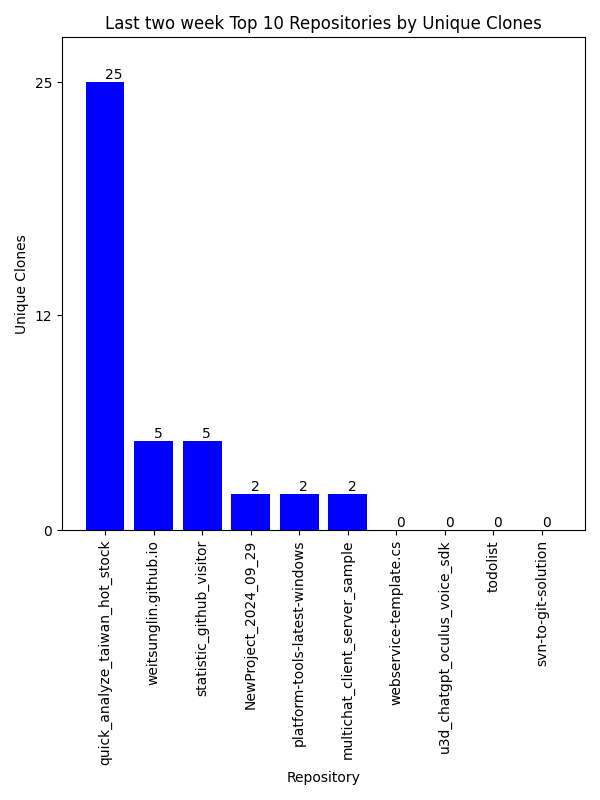 Last two week Top 10 Repositories by Unique Clones
Unique Clones
25
12
0
25
5
5
2
2
2
0
0
0
0
quick_analyze_taiwan_hot_stock
weitsunglin.github.io
statistic_github_visitor
NewProject_2024_09_29
platform-tools-latest-windows
multichat_client_server_sample
webservice-template.cs
u3d_chatgpt_oculus_voice_sdk
todolist
svn-to-git-solution
Repository